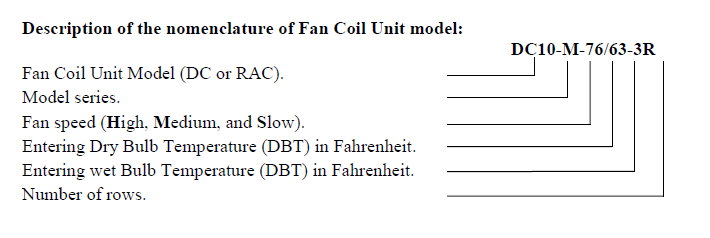 Description of the nomenclature of Fan Coil Unit model:
DC10-M-76/63-3R
Fan Coil Unit Model (DC or RAC).
Model series.
Fan speed (High, Medium, and Slow).
Entering Dry Bulb Temperature (DBT) in Fahrenheit.
Entering wet Bulb Temperature (DBT) in Fahrenheit.
Number of rows.